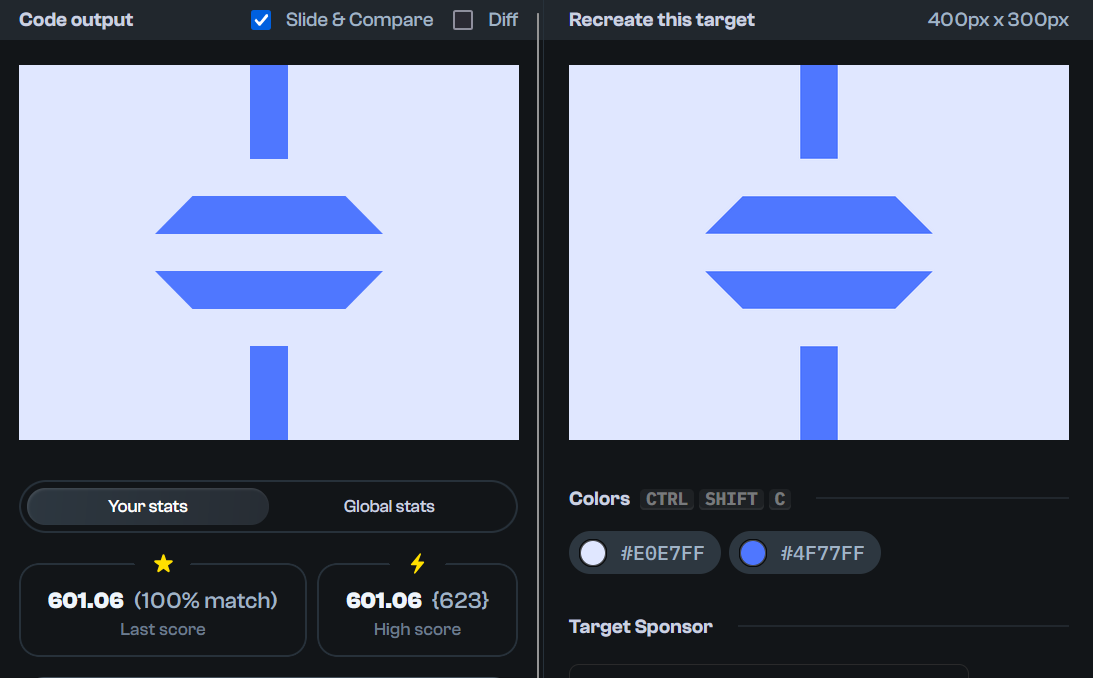 Code output
Slide & Compare
Diff
Recreate this target
400px x 300px
Your stats
Global stats
601.06 (100% match)
Last score
601.06 {623}
High score
Colors CTRL SHIFT C
#E0E7FF
#4F77FF
Target Sponsor